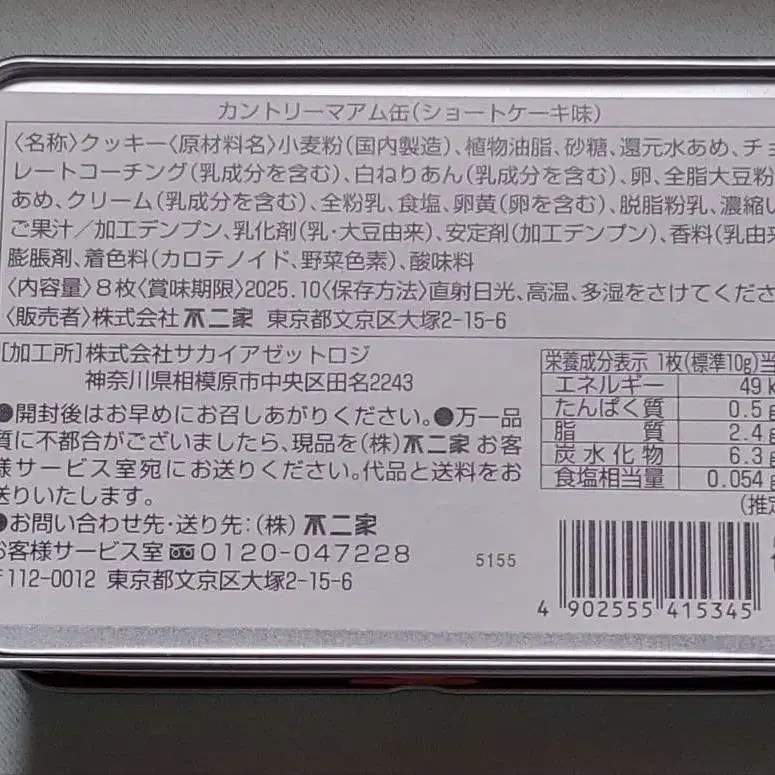 カントリーマアム缶(ショートケーキ味)
〈名称〉クッキー〈原材料名〉小麦粉(国内製造)、植物油脂、砂糖、還元水あめ、チョ
レートコーチング(乳成分を含む)、白ねりあん(乳成分を含む)、卵、全脂大豆粉
あめ、クリーム(乳成分を含む)、全粉乳、食塩、卵黄(卵を含む)、脱脂粉乳、濃縮い
ご果汁/加工デンプン、乳化剤(乳・大豆由来)、安定剤(加工デンプン)、香料(乳由来
膨脹剤、着色料(カロテノイド、野菜色素)、酸味料
〈内容量〉8枚〈賞味期限〉2025.10〈保存方法〉直射日光、高温、多湿をさけてくださ
〈販売者〉株式会社 不二家 東京都文京区大塚2-15-6
[加工所]株式会社サカイアゼットロジ
神奈川県相模原市中央区田名2243
●開封後はお早めにお召しあがりください。●万一品
質に不都合がございましたら、現品を(株)不二家 お客
様サービス室宛にお送りください。代品と送料をお
送りいたします。
●お問い合わせ先・送り先:(株) 不二家
お客様サービス室 0120-047228
〒112-0012 東京都文京区大塚2-15-6
5155
栄養成分表示 1枚(標準10g)当
エネルギー 49 k
たんぱく質 0.5 g
脂質 2.4 g
炭水化物 6.3 g
食塩相当量 0.054 g
(推定
4 902555 415345